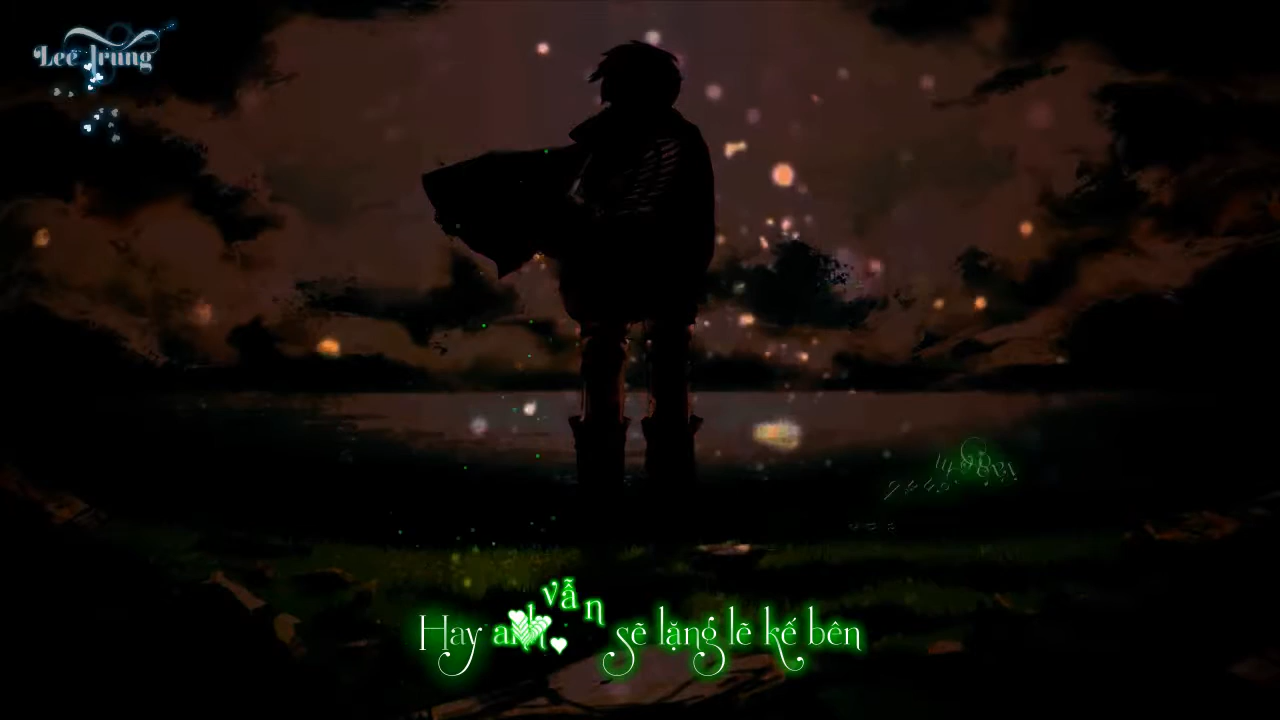 Lee Trung
Hay anh vẫn sẽ lặng lẽ kế bên